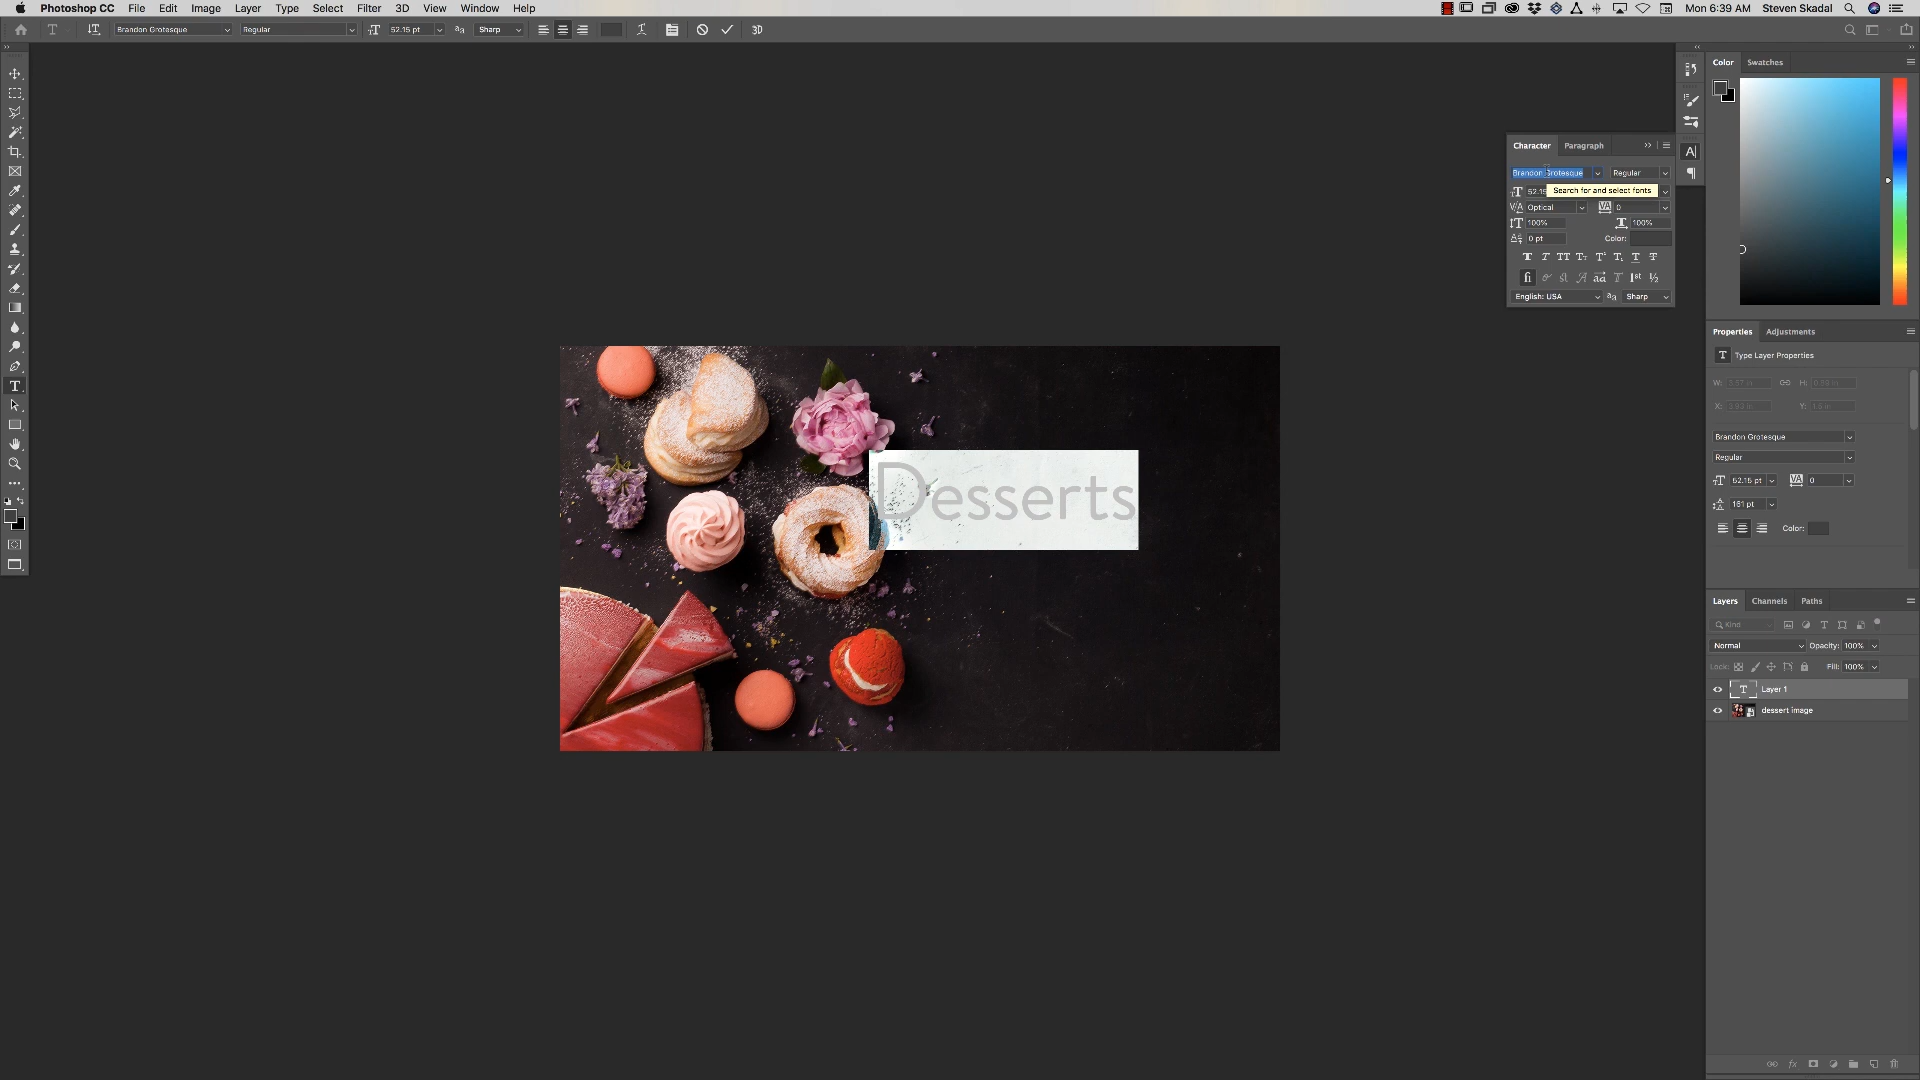 Photoshop CC File Edit Image Layer Type Select Filter 3D View Window Help Mon 6:39 AM Steven Skadal
Brandon Grotesque Regular 52.15 pt Sharp 3D
Color Swatches
Character Paragraph
Brandon Grotesque Regular
52.15 Search for and select fonts
Optical 0
100% 100%
0 pt Color:
English: USA Sharp
Properties Adjustments
Type Layer Properties
W: H:
X: Y:
Brandon Grotesque
Regular
52.15 pt 0
161 pt
Color:
Desserts
Layers Channels Paths
Kind
Normal Opacity: 100%
Lock: Fill: 100%
Layer 1
dessert image